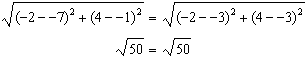 √((−2−−7)² + (4−−1)²) = √((−2−−3)² + (4−−3)²)
√50 = √50